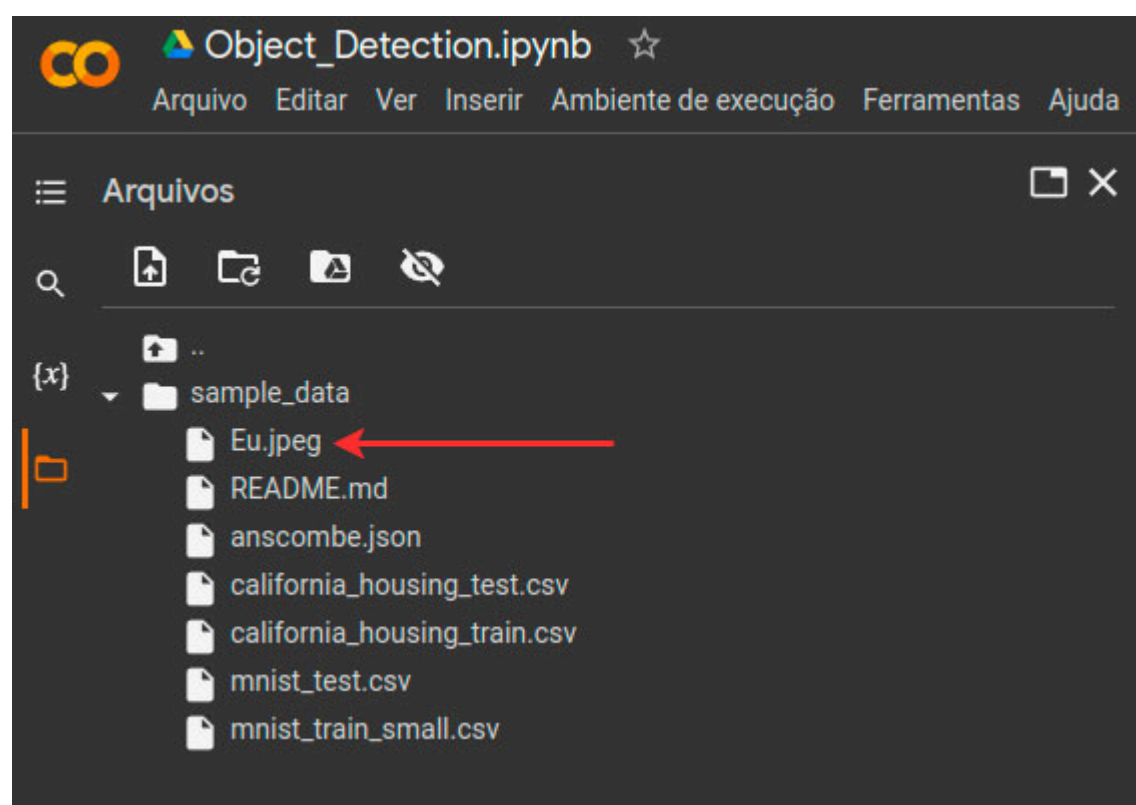 Object_Detection.ipynb
Arquivo Editar Ver Inserir Ambiente de execução Ferramentas Ajuda
Arquivos
..
{x}
sample_data
Eu.jpeg
README.md
anscombe.json
california_housing_test.csv
california_housing_train.csv
mnist_test.csv
mnist_train_small.csv